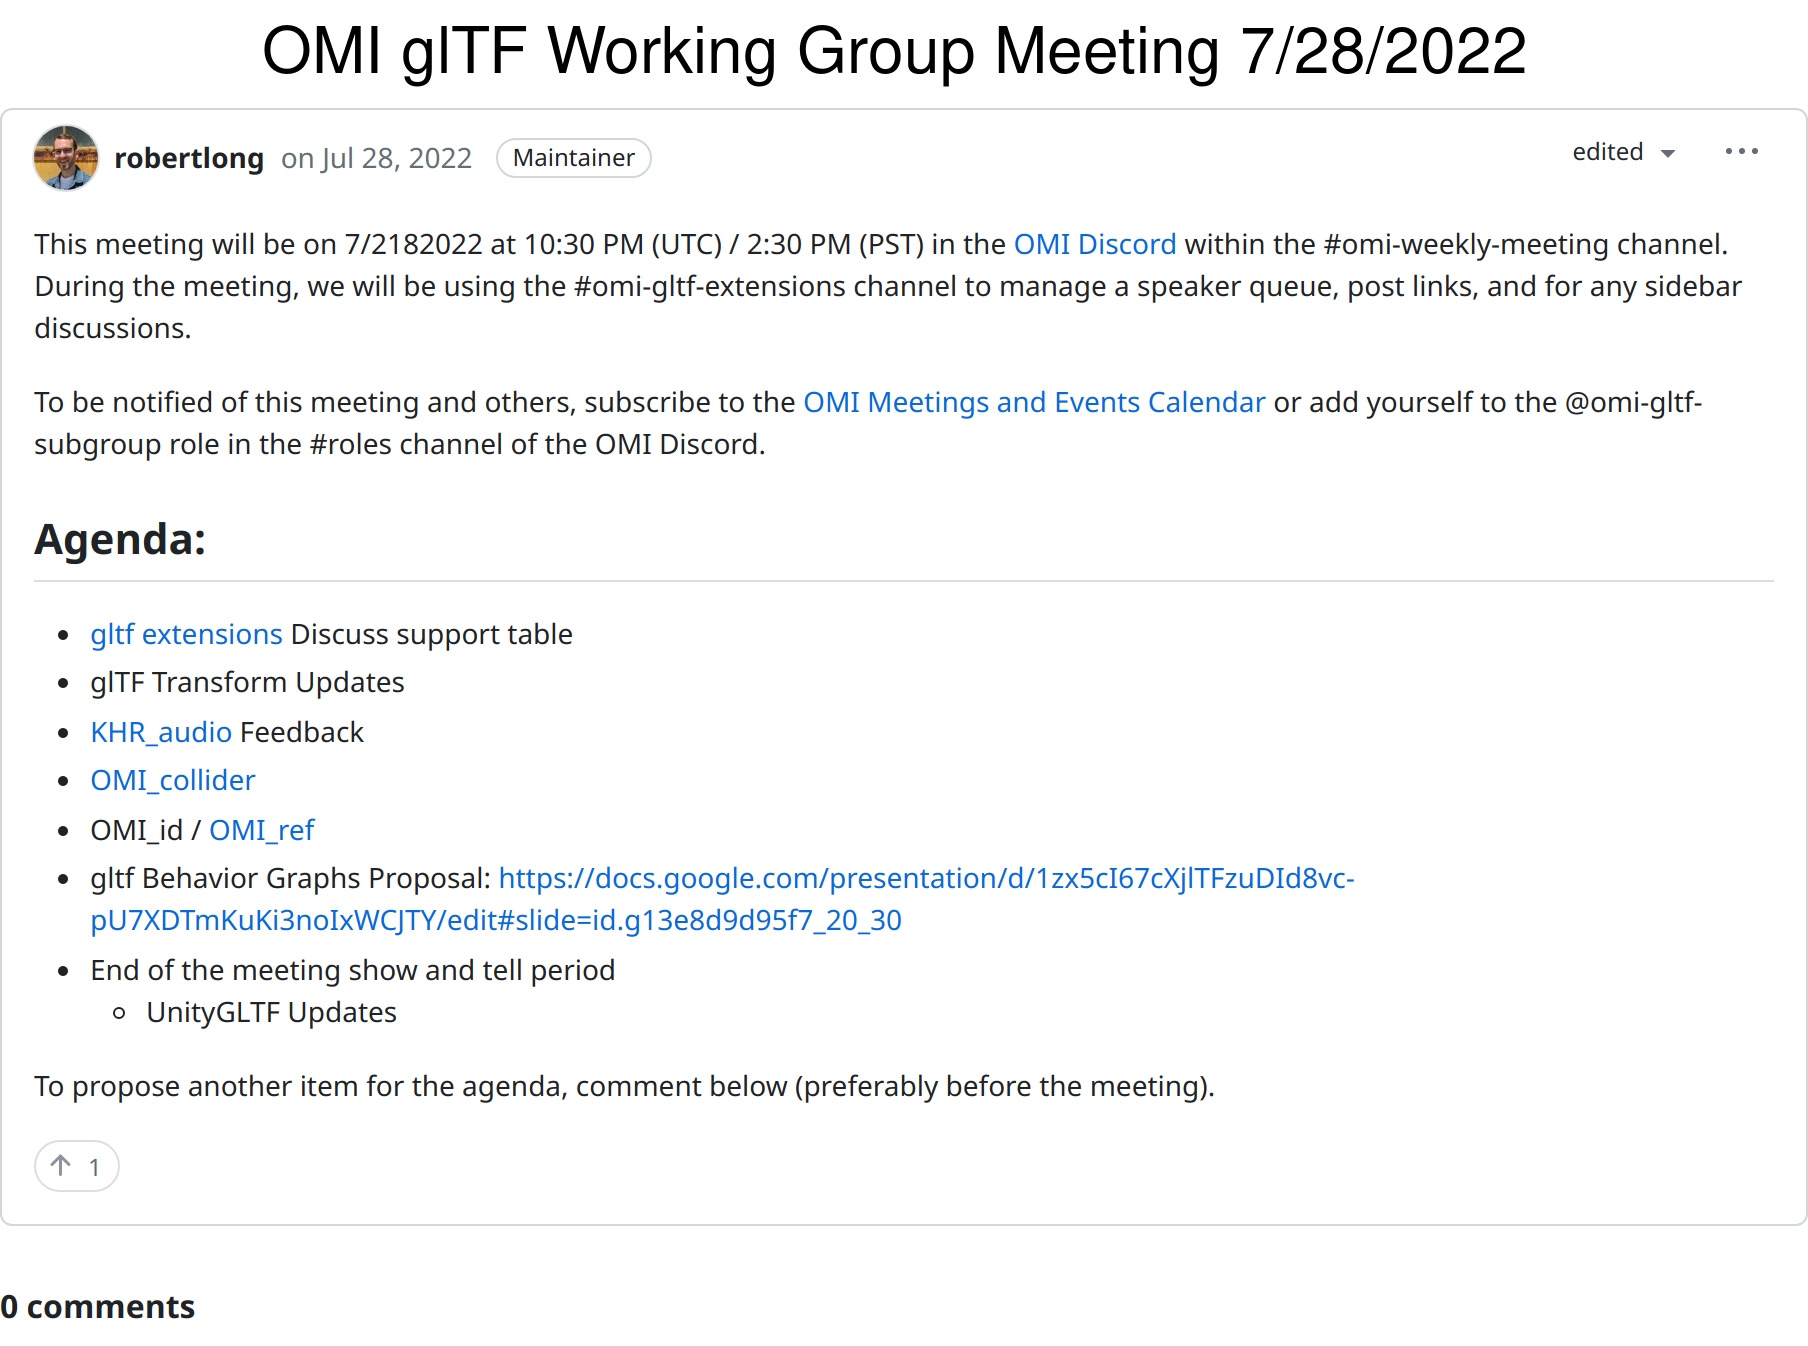 OMI glTF Working Group Meeting 7/28/2022
robertlong on Jul 28, 2022 Maintainer edited
This meeting will be on 7/2182022 at 10:30 PM (UTC) / 2:30 PM (PST) in the OMI Discord within the #omi-weekly-meeting channel.
During the meeting, we will be using the #omi-gltf-extensions channel to manage a speaker queue, post links, and for any sidebar
discussions.
To be notified of this meeting and others, subscribe to the OMI Meetings and Events Calendar or add yourself to the @omi-gltf-
subgroup role in the #roles channel of the OMI Discord.
Agenda:
gltf extensions Discuss support table
glTF Transform Updates
KHR_audio Feedback
OMI_collider
OMI_id / OMI_ref
gltf Behavior Graphs Proposal: https://docs.google.com/presentation/d/1zx5cI67cXjlTFzuDId8vc-
pU7XDTmKuKi3noIxWCJTY/edit#slide=id.g13e8d9d95f7_20_30
End of the meeting show and tell period
UnityGLTF Updates
To propose another item for the agenda, comment below (preferably before the meeting).
1
0 comments